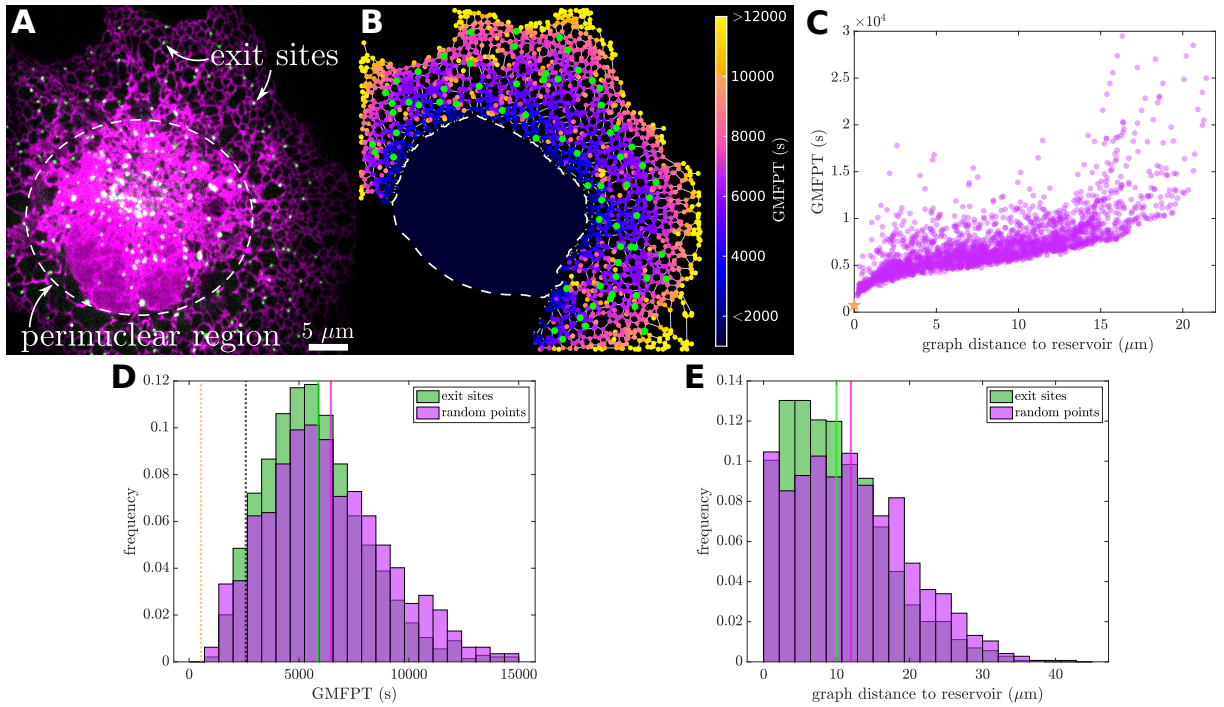 A
exit sites
perinuclear region
5 μm
B
>12000
10000
8000
6000
4000
<2000
GMFPT (s)
C
×10⁴
3
2.5
2
1.5
1
0.5
0
GMFPT (s)
0
5
10
15
20
graph distance to reservoir (μm)
D
0.12
0.1
0.08
0.06
0.04
0.02
0
frequency
exit sites
random points
0
5000
10000
15000
GMFPT (s)
E
0.14
0.12
0.1
0.08
0.06
0.04
0.02
0
frequency
exit sites
random points
0
10
20
30
40
graph distance to reservoir (μm)